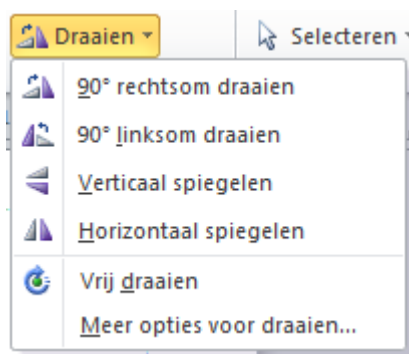 Draaien Selecteren
90° rechtsom draaien
90° linksom draaien
Verticaal spiegelen
Horizontaal spiegelen
Vrij draaien
Meer opties voor draaien...